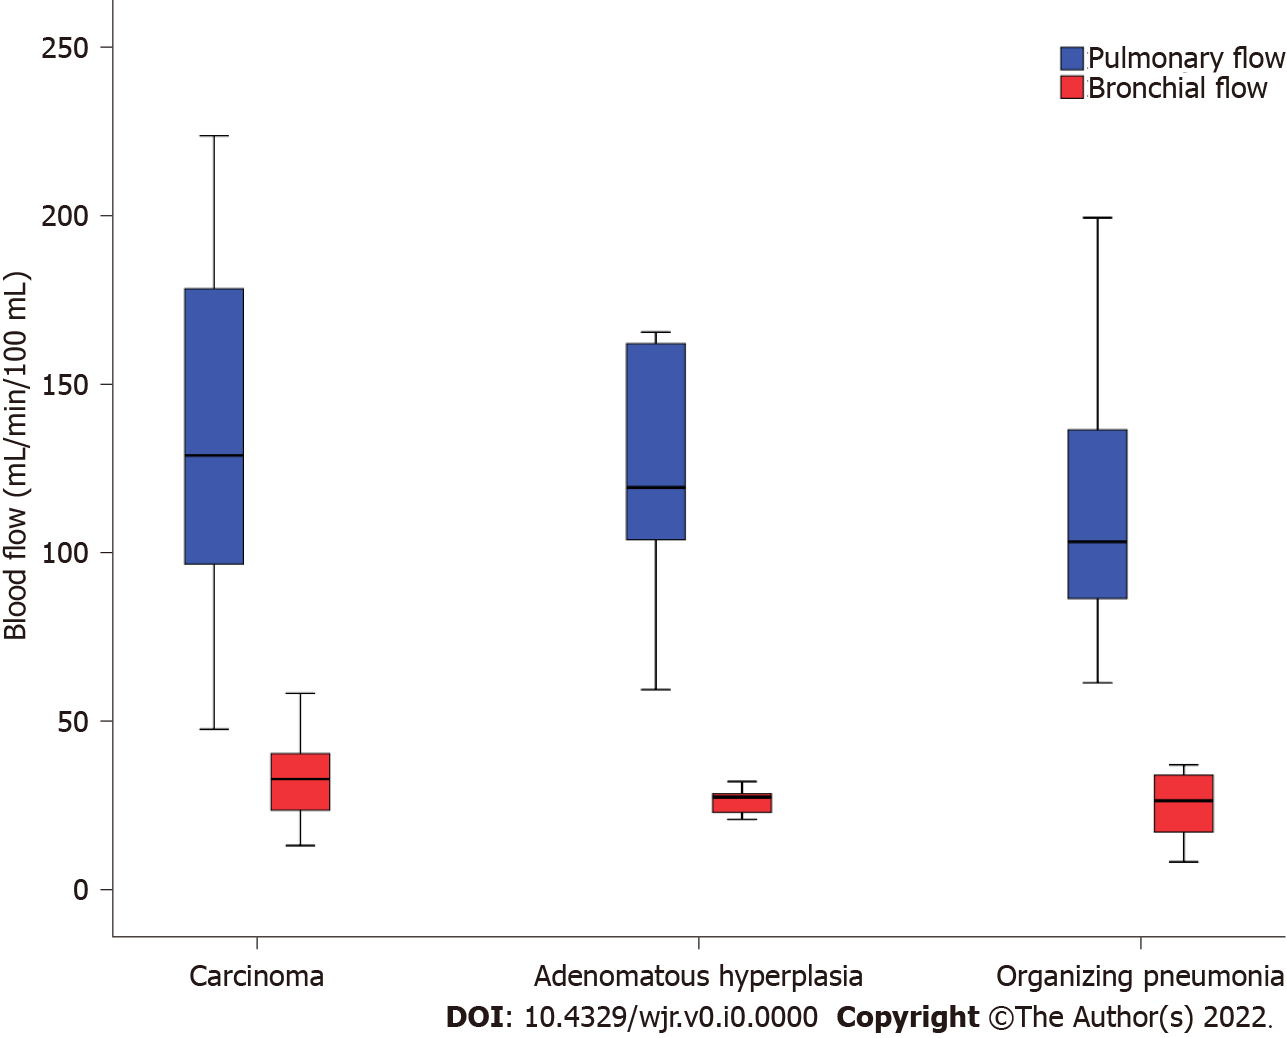 Pulmonary flow
Bronchial flow
250
200
150
100
50
0
Blood flow (mL/min/100 mL)
Carcinoma Adenomatous hyperplasia Organizing pneumonia
DOI: 10.4329/wjr.v0.i0.0000 Copyright ©The Author(s) 2022.